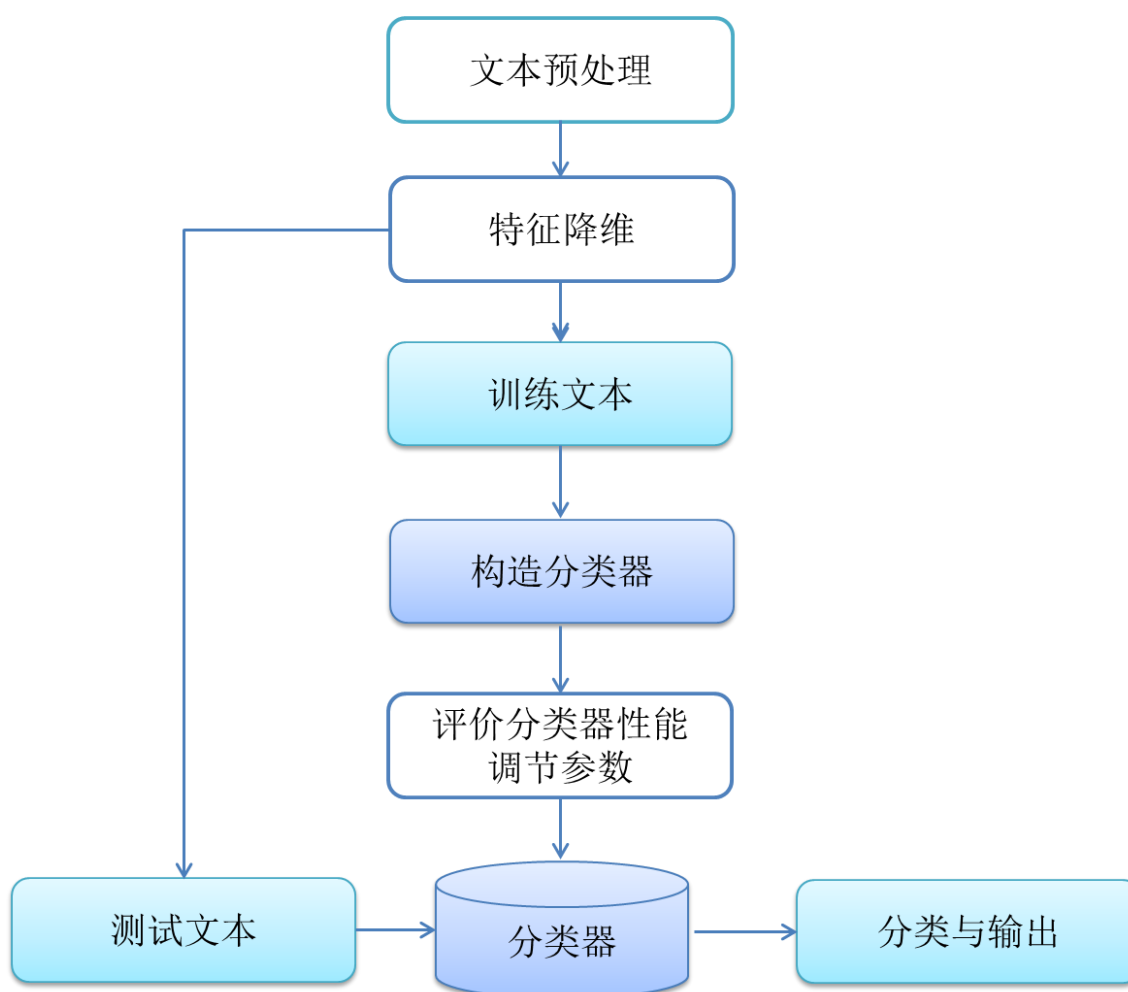 文本预处理
特征降维
训练文本
构造分类器
评价分类器性能
调节参数
测试文本
分类器
分类与输出